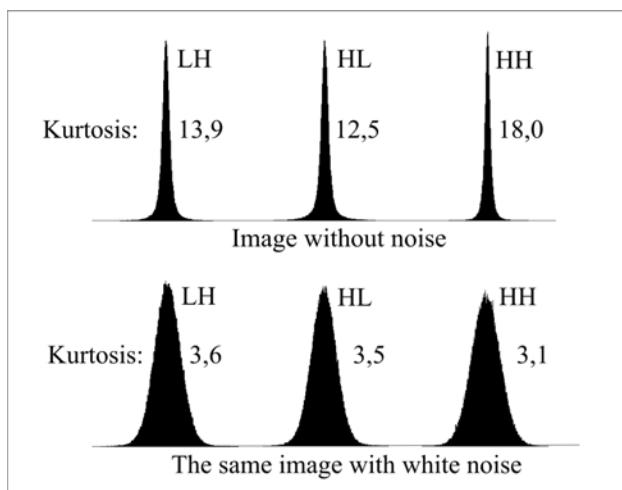 LH HL HH
Kurtosis: 13,9 12,5 18,0
Image without noise
LH HL HH
Kurtosis: 3,6 3,5 3,1
The same image with white noise